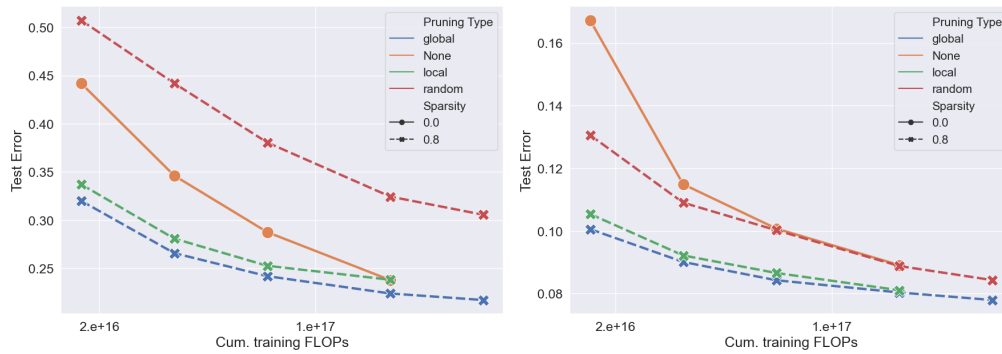 0.50
0.45
0.40
0.35
0.30
0.25
Test Error
2.e+16
1.e+17
Cum. training FLOPs
Pruning Type
global
None
local
random
Sparsity
0.0
0.8
0.16
0.14
0.12
0.10
0.08
Test Error
2.e+16
1.e+17
Cum. training FLOPs
Pruning Type
global
None
local
random
Sparsity
0.0
0.8